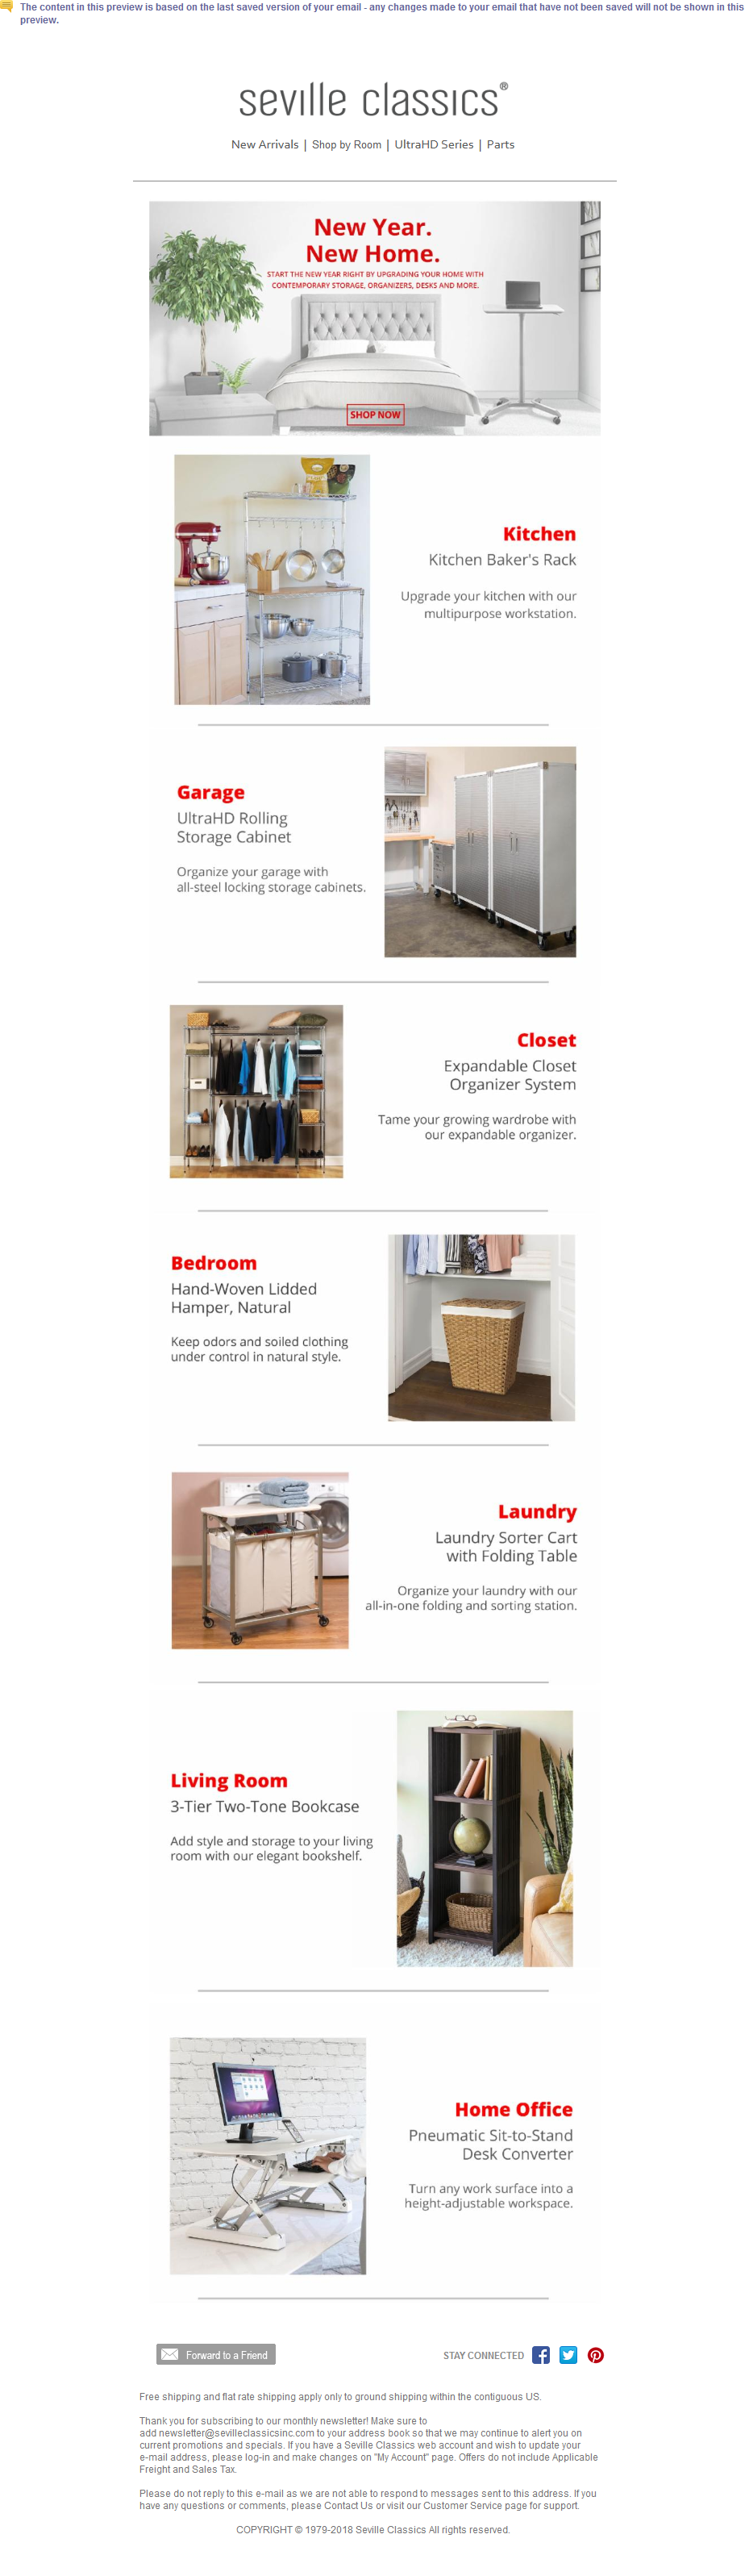 The content in this preview is based on the last saved version of your email - any changes made to your email that have not been saved will not be shown in this
preview.
seville classics®
New Arrivals | Shop by Room | UltraHD Series | Parts
New Year.
New Home.
START THE NEW YEAR RIGHT BY UPGRADING YOUR HOME WITH
CONTEMPORARY STORAGE, ORGANIZERS, DESKS AND MORE.
SHOP NOW
Kitchen
Kitchen Baker's Rack
Upgrade your kitchen with our
multipurpose workstation.
Garage
UltraHD Rolling
Storage Cabinet
Organize your garage with
all-steel locking storage cabinets.
Closet
Expandable Closet
Organizer System
Tame your growing wardrobe with
our expandable organizer.
Bedroom
Hand-Woven Lidded
Hamper, Natural
Keep odors and soiled clothing
under control in natural style.
Laundry
Laundry Sorter Cart
with Folding Table
Organize your laundry with our
all-in-one folding and sorting station.
Living Room
3-Tier Two-Tone Bookcase
Add style and storage to your living
room with our elegant bookshelf.
Home Office
Pneumatic Sit-to-Stand
Desk Converter
Turn any work surface into a
height-adjustable workspace.
Forward to a Friend
STAY CONNECTED
Free shipping and flat rate shipping apply only to ground shipping within the contiguous US.
Thank you for subscribing to our monthly newsletter! Make sure to
add newsletter@sevilleclassicsinc.com to your address book so that we may continue to alert you on
current promotions and specials. If you have a Seville Classics web account and wish to update your
e-mail address, please log-in and make changes on "My Account" page. Offers do not include Applicable
Freight and Sales Tax.
Please do not reply to this e-mail as we are not able to respond to messages sent to this address. If you
have any questions or comments, please Contact Us or visit our Customer Service page for support.
COPYRIGHT © 1979-2018 Seville Classics All rights reserved.